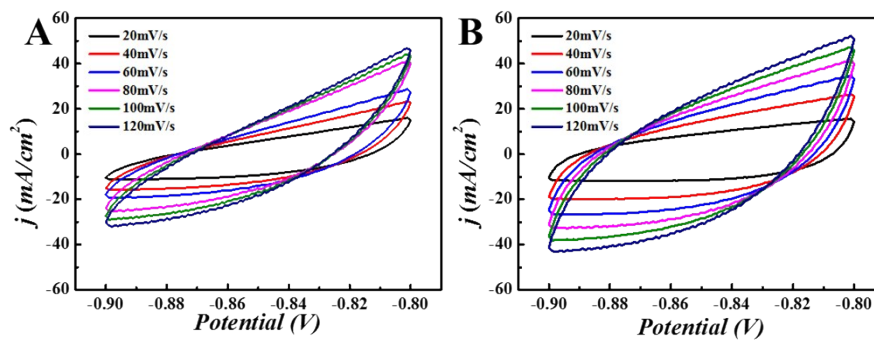 A
20mV/s
40mV/s
60mV/s
80mV/s
100mV/s
120mV/s
60
40
20
0
-20
-40
-60
j (mA/cm²)
-0.90
-0.88
-0.86
-0.84
-0.82
-0.80
Potential (V)
B
20mV/s
40mV/s
60mV/s
80mV/s
100mV/s
120mV/s
60
40
20
0
-20
-40
-60
j (mA/cm²)
-0.90
-0.88
-0.86
-0.84
-0.82
-0.80
Potential (V)